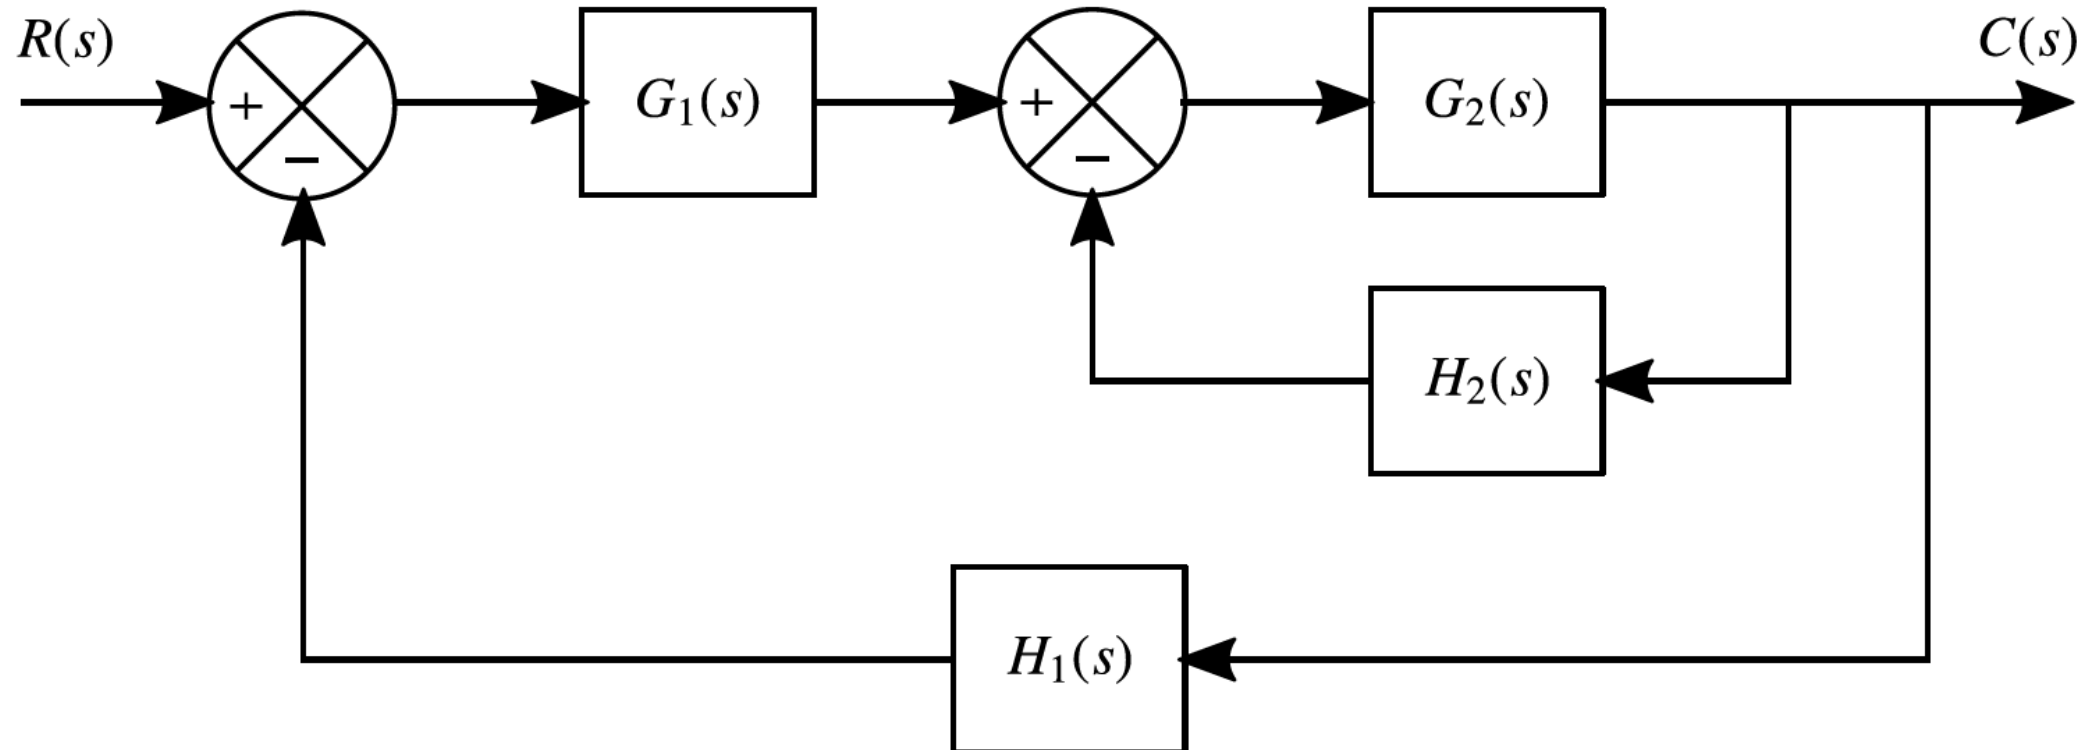 R(s)
C(s)
+
G₁(s)
+
G₂(s)
−
−
H₂(s)
H₁(s)